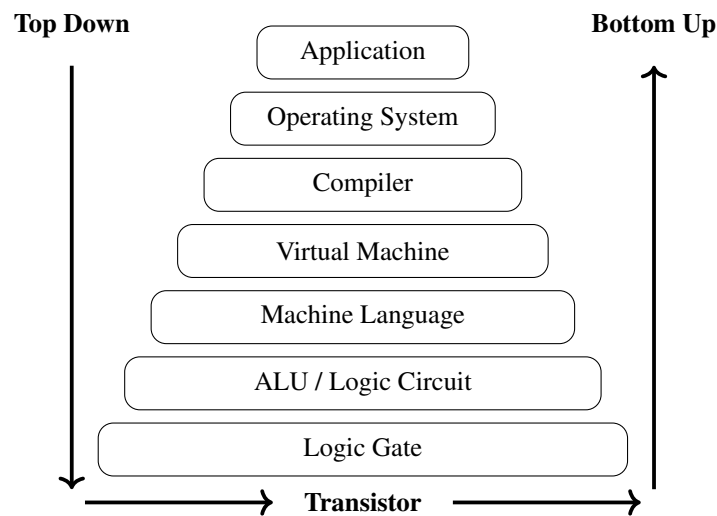 Top Down
Bottom Up
Application
Operating System
Compiler
Virtual Machine
Machine Language
ALU / Logic Circuit
Logic Gate
Transistor